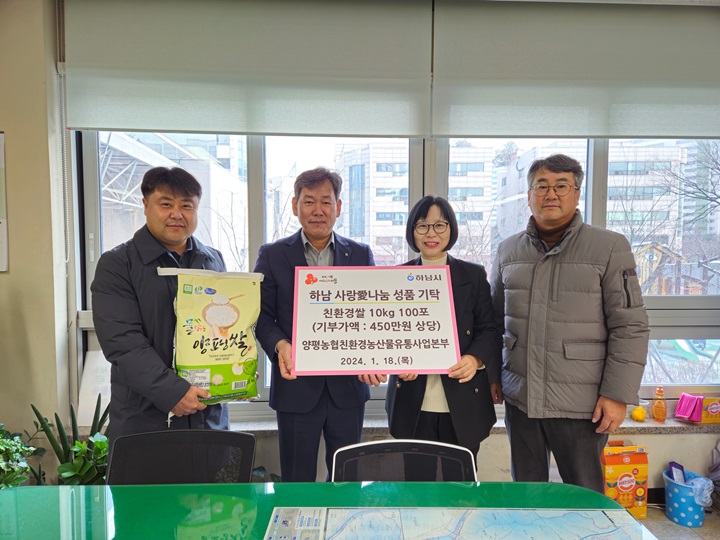 하남시
하남 사랑愛나눔 성품 기탁
친환경쌀 10kg 100포
(기부가액 : 450만원 상당)
양평농협친환경농산물유통사업본부
2024. 1. 18.(목)
양평쌀